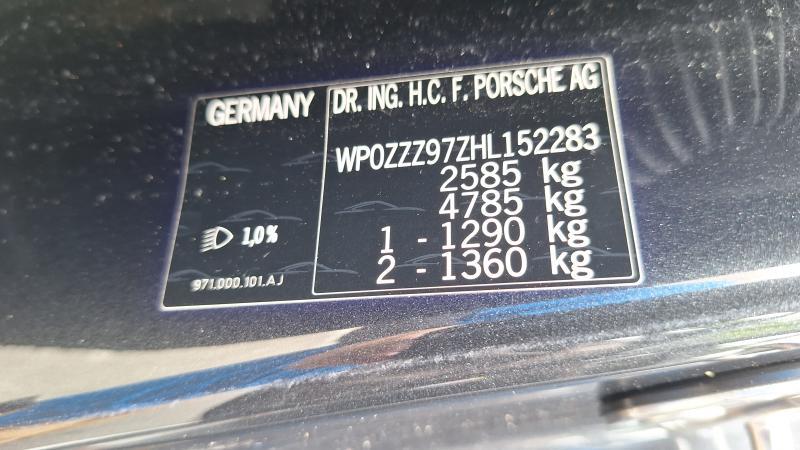 GERMANY
DR. ING. H.C. F. PORSCHE AG
WP0ZZZ97ZHL152283
2585 kg
4785 kg
1 - 1290 kg
2 - 1360 kg
1,0%
971.000.101.AJ